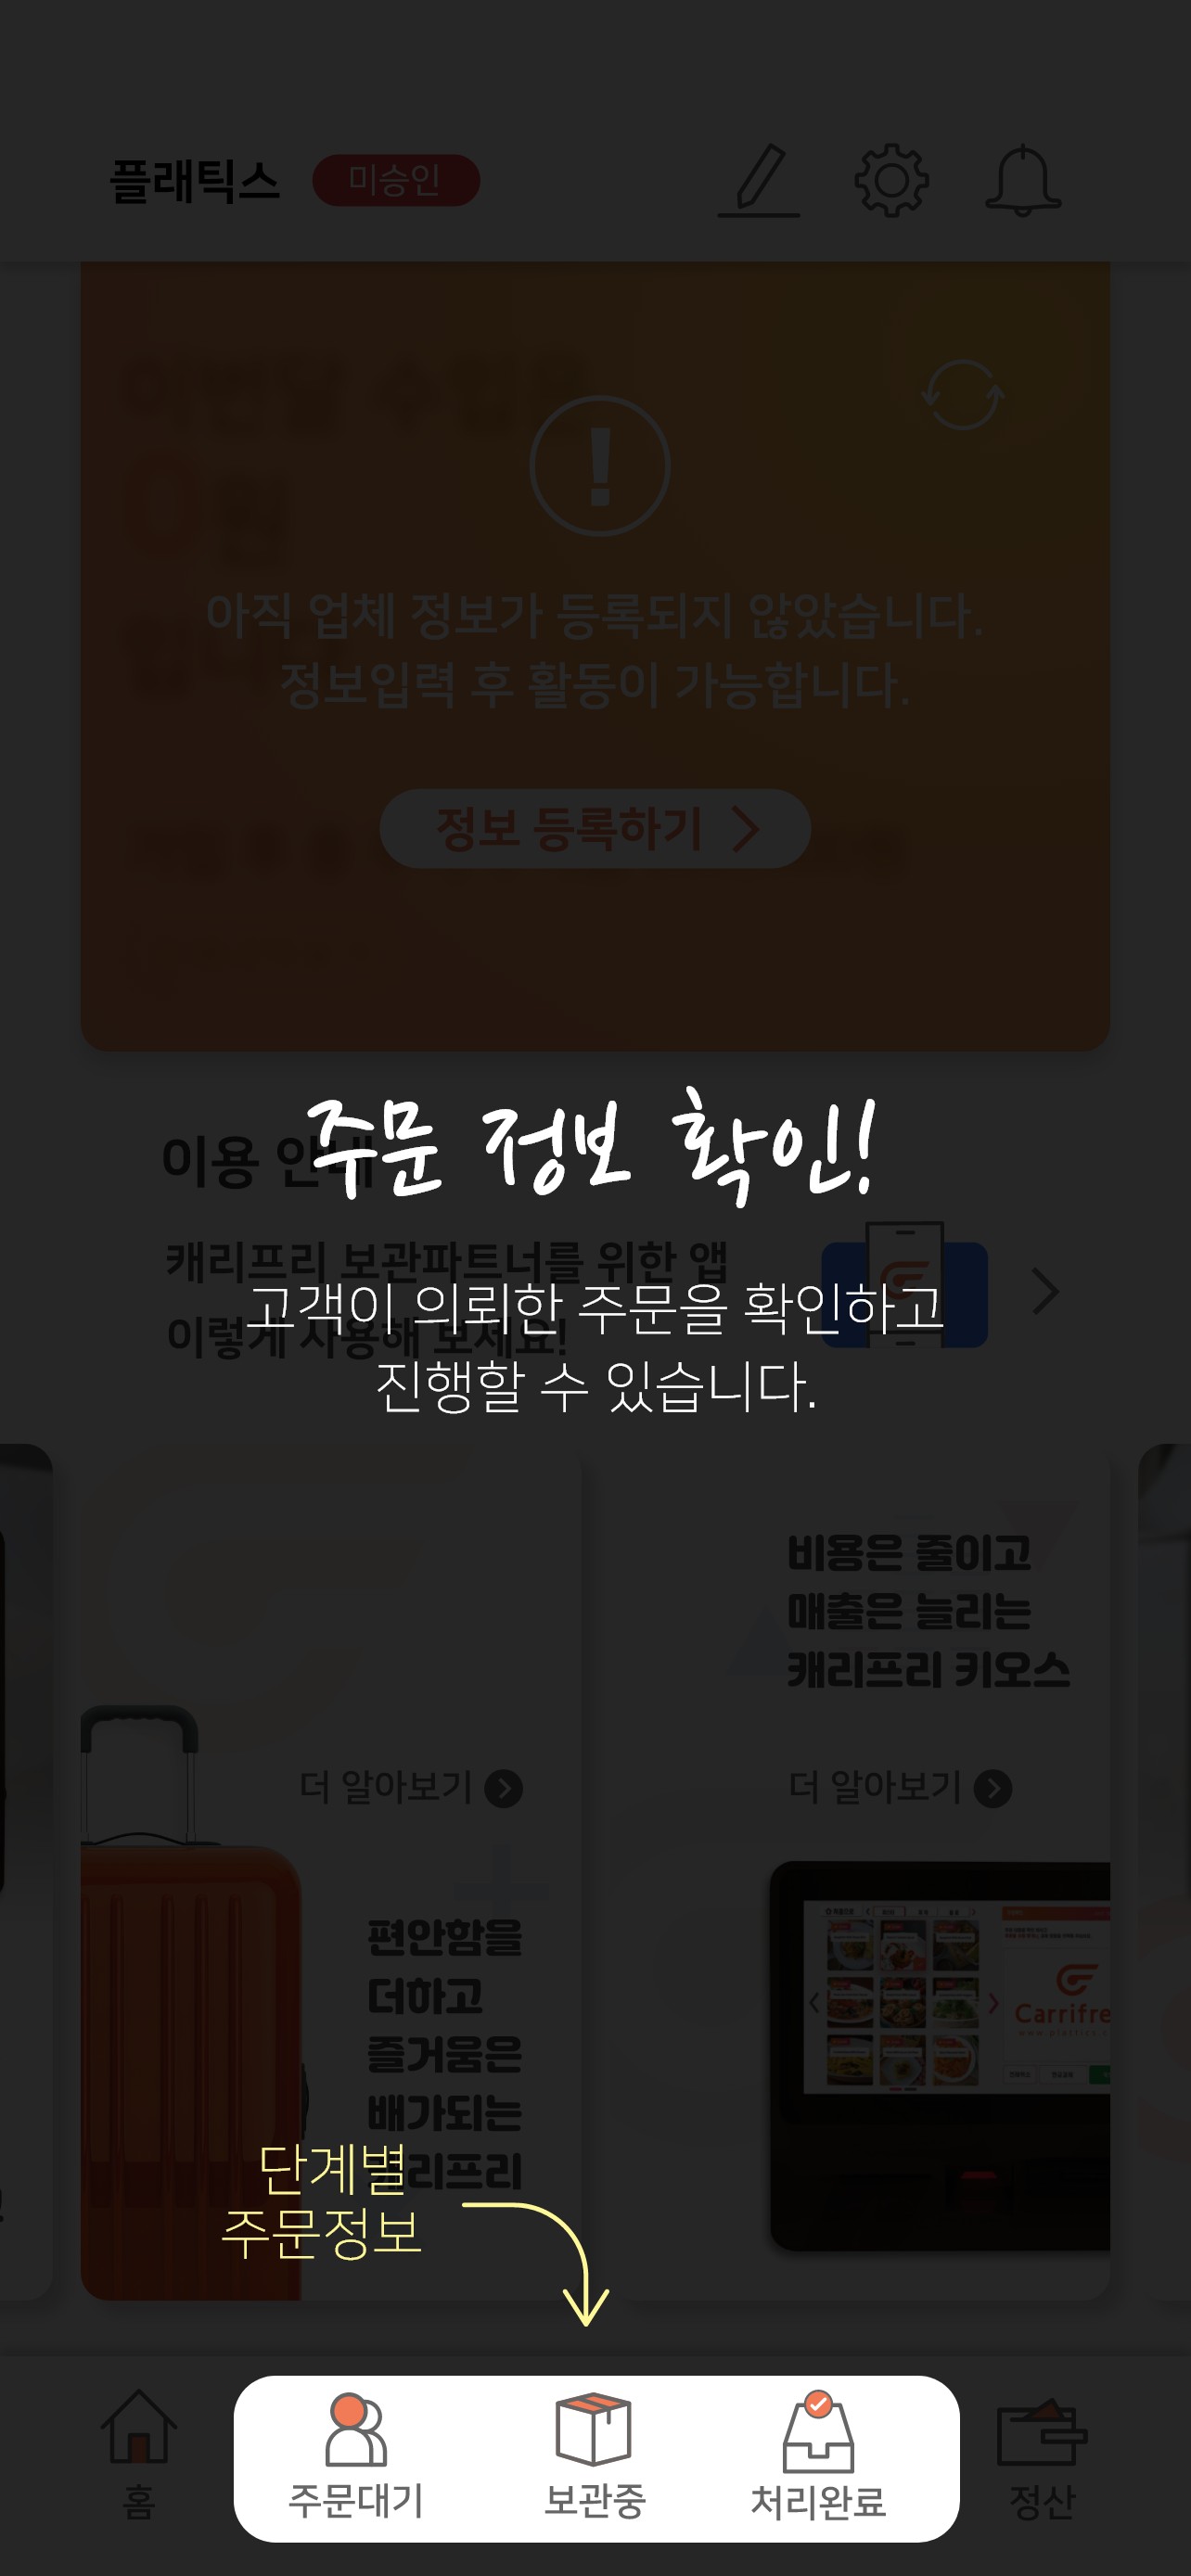 플래틱스 미승인
아직 업체 정보가 등록되지 않았습니다.
정보입력 후 활동이 가능합니다.
정보 등록하기
주문 정보 확인!
이용 안내
캐리프리 보관파트너를 위한 앱
이렇게 사용해 보세요!
고객이 의뢰한 주문을 확인하고
진행할 수 있습니다.
비용은 줄이고
매출은 늘리는
캐리프리 키오스
더 알아보기
더 알아보기
편안함을
더하고
즐거움은
배가되는
캐리프리
Carrifre
단계별
주문정보
홈 주문대기 보관중 처리완료 정산